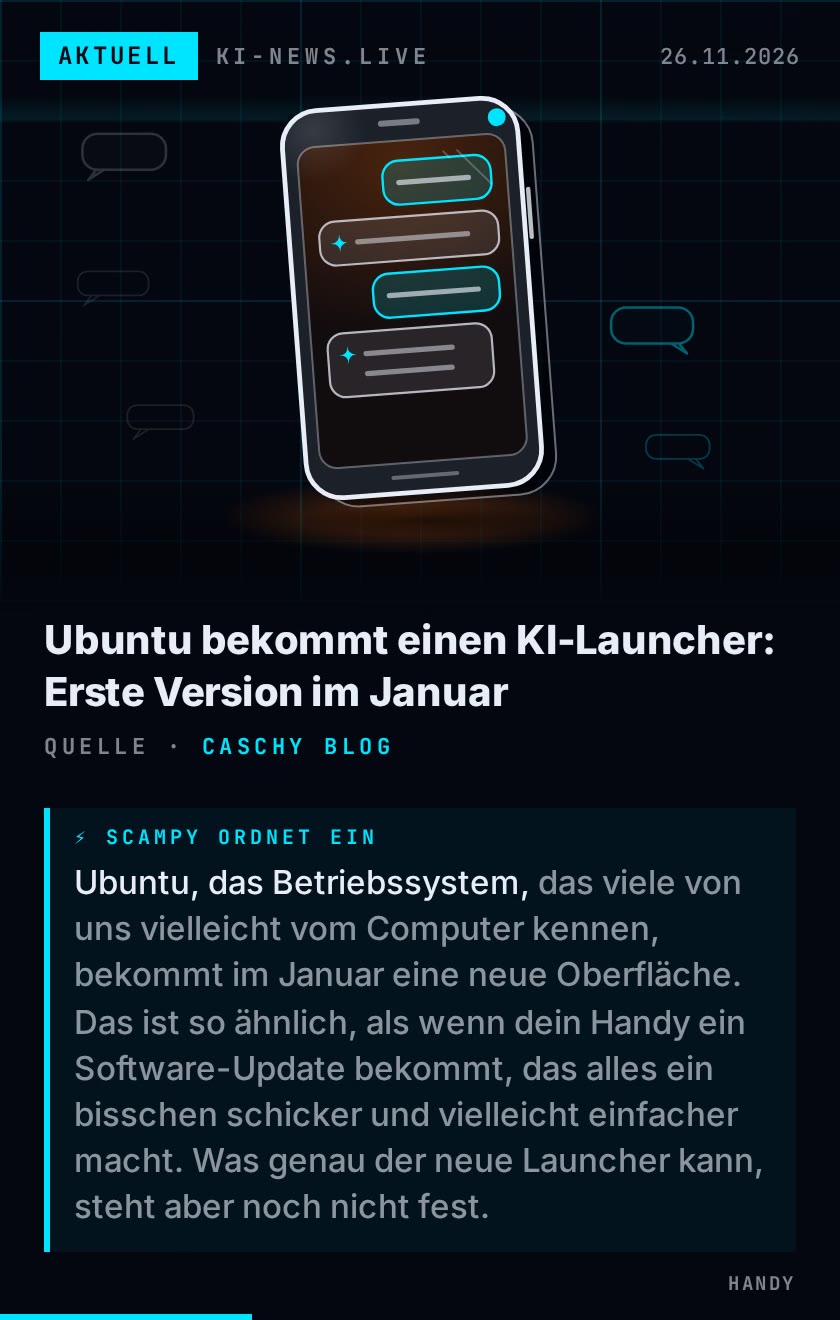 AKTUELL KI-NEWS.LIVE 26.11.2026
Ubuntu bekommt einen KI-Launcher:
Erste Version im Januar
QUELLE · CASCHY BLOG
⚡ SCAMPY ORDNET EIN
Ubuntu, das Betriebssystem, das viele von
uns vielleicht vom Computer kennen,
bekommt im Januar eine neue Oberfläche.
Das ist so ähnlich, als wenn dein Handy ein
Software-Update bekommt, das alles ein
bisschen schicker und vielleicht einfacher
macht. Was genau der neue Launcher kann,
steht aber noch nicht fest.
HANDY